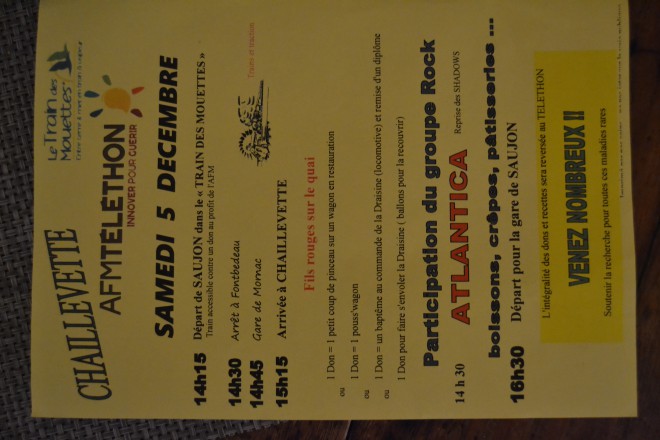 CHAILLEVETTE
Le Train des Mouettes
AFMTÉLÉTHON
INNOVER POUR GUÉRIR
SAMEDI 5 DECEMBRE
14h15 Départ de SAUJON dans le « TRAIN DES MOUETTES »
Train accessible contre un don au profit de l'AFM
14h30 Arrêt à Fontbedeau
14h45 Gare de Mornac
15h15 Arrivée à CHAILLEVETTE
Trains et traction
Fils rouges sur le quai
1 Don = 1 petit coup de pinceau sur un wagon en restauration
ou
1 Don = 1 pouss'wagon
ou
1 Don = un baptême au commande de la Draisine (locomotive) et remise d'un diplôme
ou
1 Don pour faire s'envoler la Draisine ( ballons pour la recouvrir)
Participation du groupe Rock
14 h 30 ATLANTICA Reprise des SHADOWS
boissons, crêpes, pâtisseries ...
16h30 Départ pour la gare de SAUJON
L'intégralité des dons et recettes sera reversée au TELETHON
VENEZ NOMBREUX !!
Soutenir la recherche pour toutes ces maladies rares